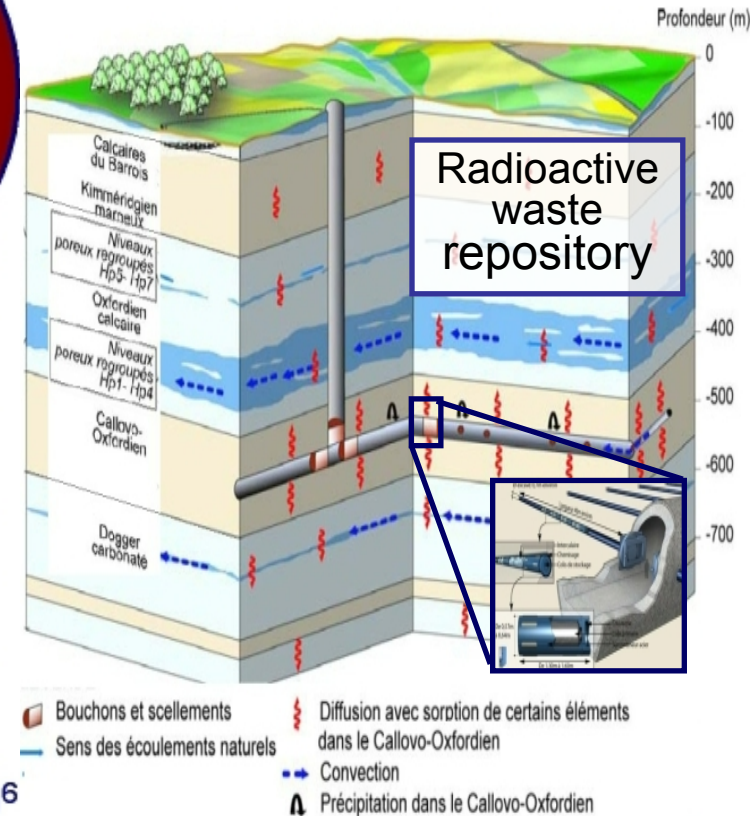 Profondeur (m)
0
-100
-200
-300
-400
-500
-600
-700
Calcaires
du Barrois
Kimméridgien
marneux
Niveaux
poreux regroupés
Hp5- Hp7
Oxfordien
calcaire
Niveaux
poreux regroupés
Hp1- Hp4
Callovo-
Oxfordien
Dogger
carbonaté
Radioactive
waste
repository
Bouchons et scellements
Sens des écoulements naturels
Diffusion avec sorption de certains éléments
dans le Callovo-Oxfordien
Convection
Précipitation dans le Callovo-Oxfordien
6